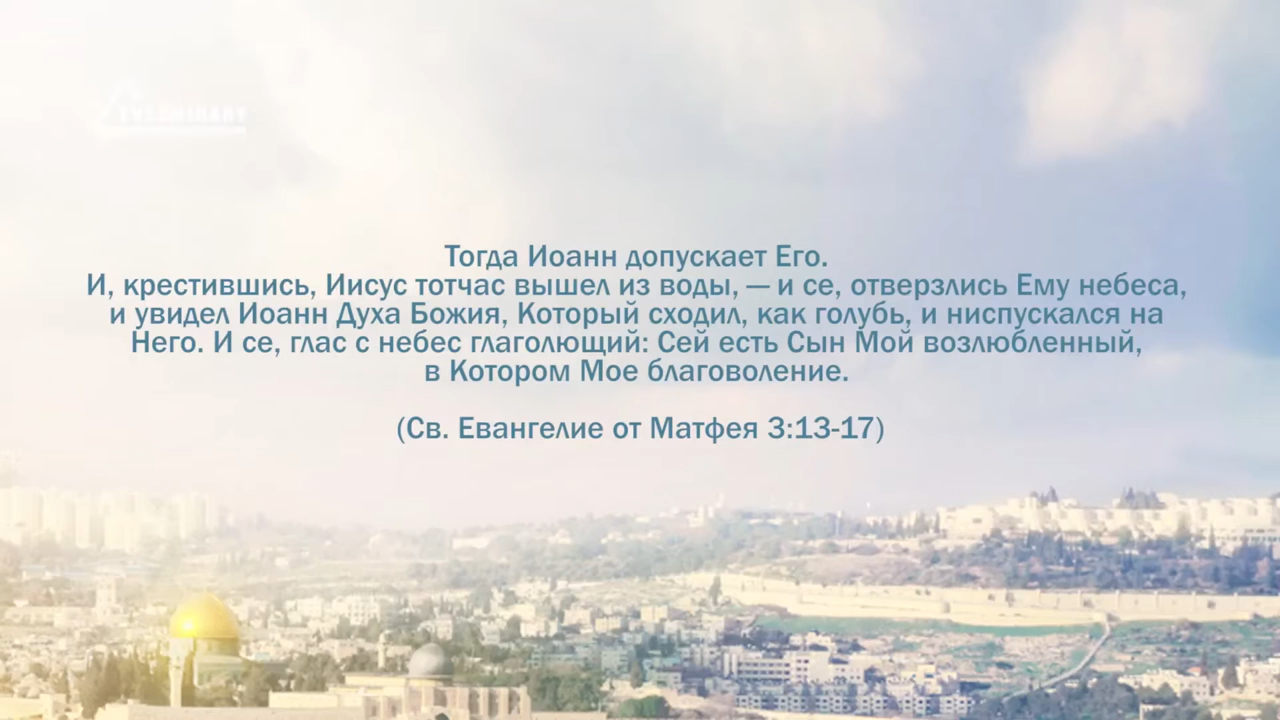 Тогда Иоанн допускает Его.
И, крестившись, Иисус тотчас вышел из воды, — и се, отверзлись Ему небеса,
и увидел Иоанн Духа Божия, Который сходил, как голубь, и ниспускался на
Него. И се, глас с небес глаголющий: Сей есть Сын Мой возлюбленный,
в Котором Мое благоволение.
(Св. Евангелие от Матфея 3:13-17)